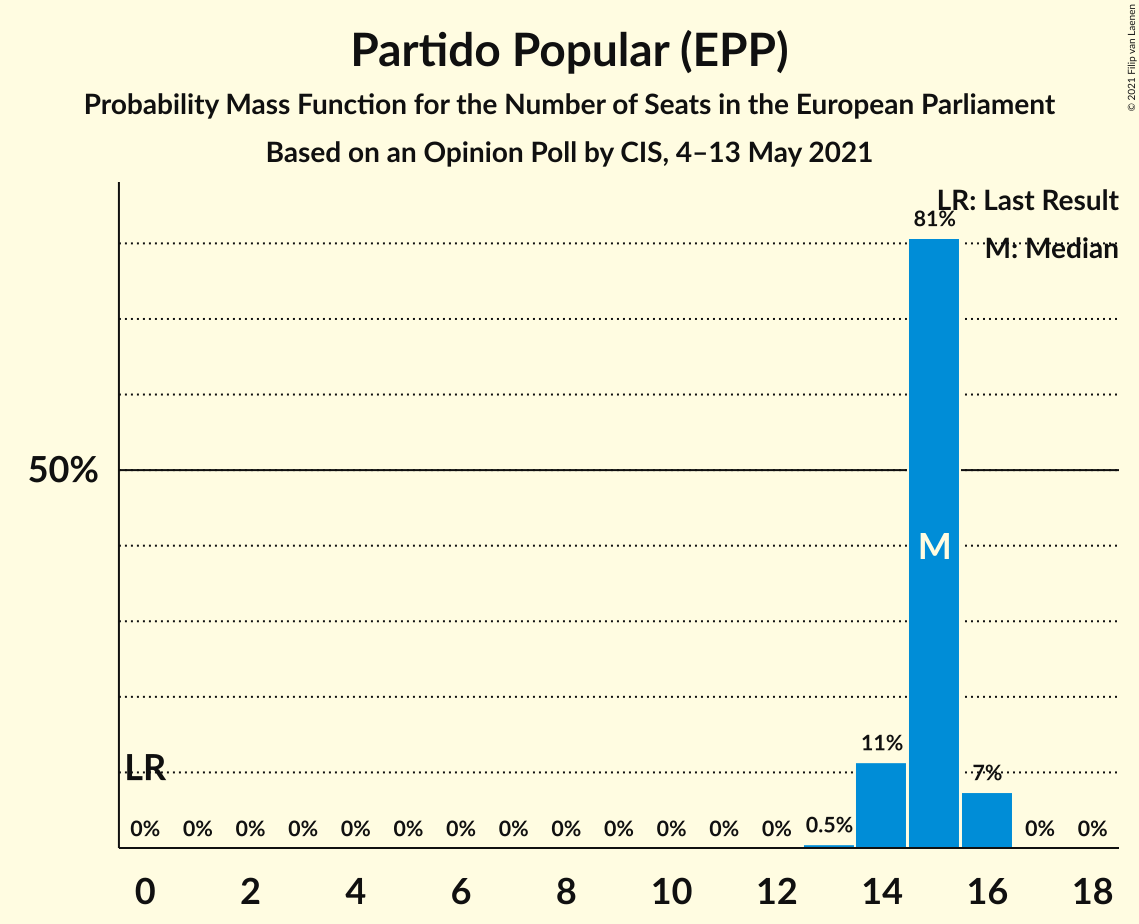 Partido Popular (EPP)
Probability Mass Function for the Number of Seats in the European Parliament
Based on an Opinion Poll by CIS, 4–13 May 2021
© 2021 Filip van Laenen
LR: Last Result
M: Median
81%
50%
M
LR
11%
7%
0% 0% 0% 0% 0% 0% 0% 0% 0% 0% 0% 0% 0% 0.5% 0% 0%
0 2 4 6 8 10 12 14 16 18